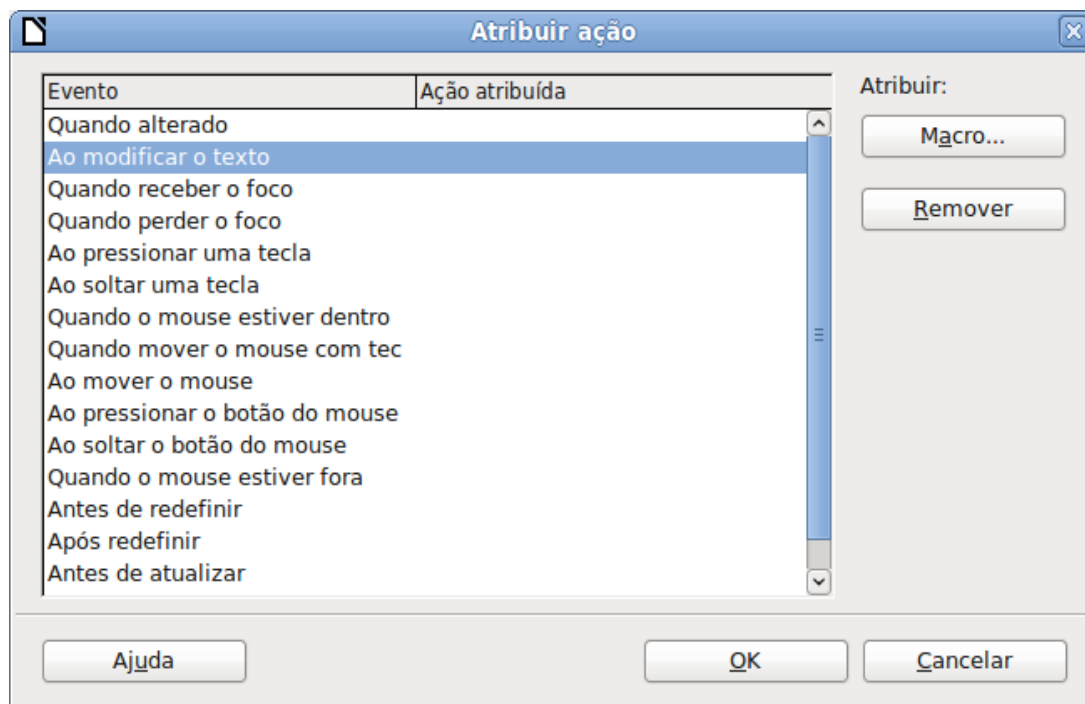 Atribuir ação
Evento Ação atribuída
Atribuir:
Quando alterado
Macro...
Ao modificar o texto
Quando receber o foco
Remover
Quando perder o foco
Ao pressionar uma tecla
Ao soltar uma tecla
Quando o mouse estiver dentro
Quando mover o mouse com tec
Ao mover o mouse
Ao pressionar o botão do mouse
Ao soltar o botão do mouse
Quando o mouse estiver fora
Antes de redefinir
Após redefinir
Antes de atualizar
Ajuda OK Cancelar